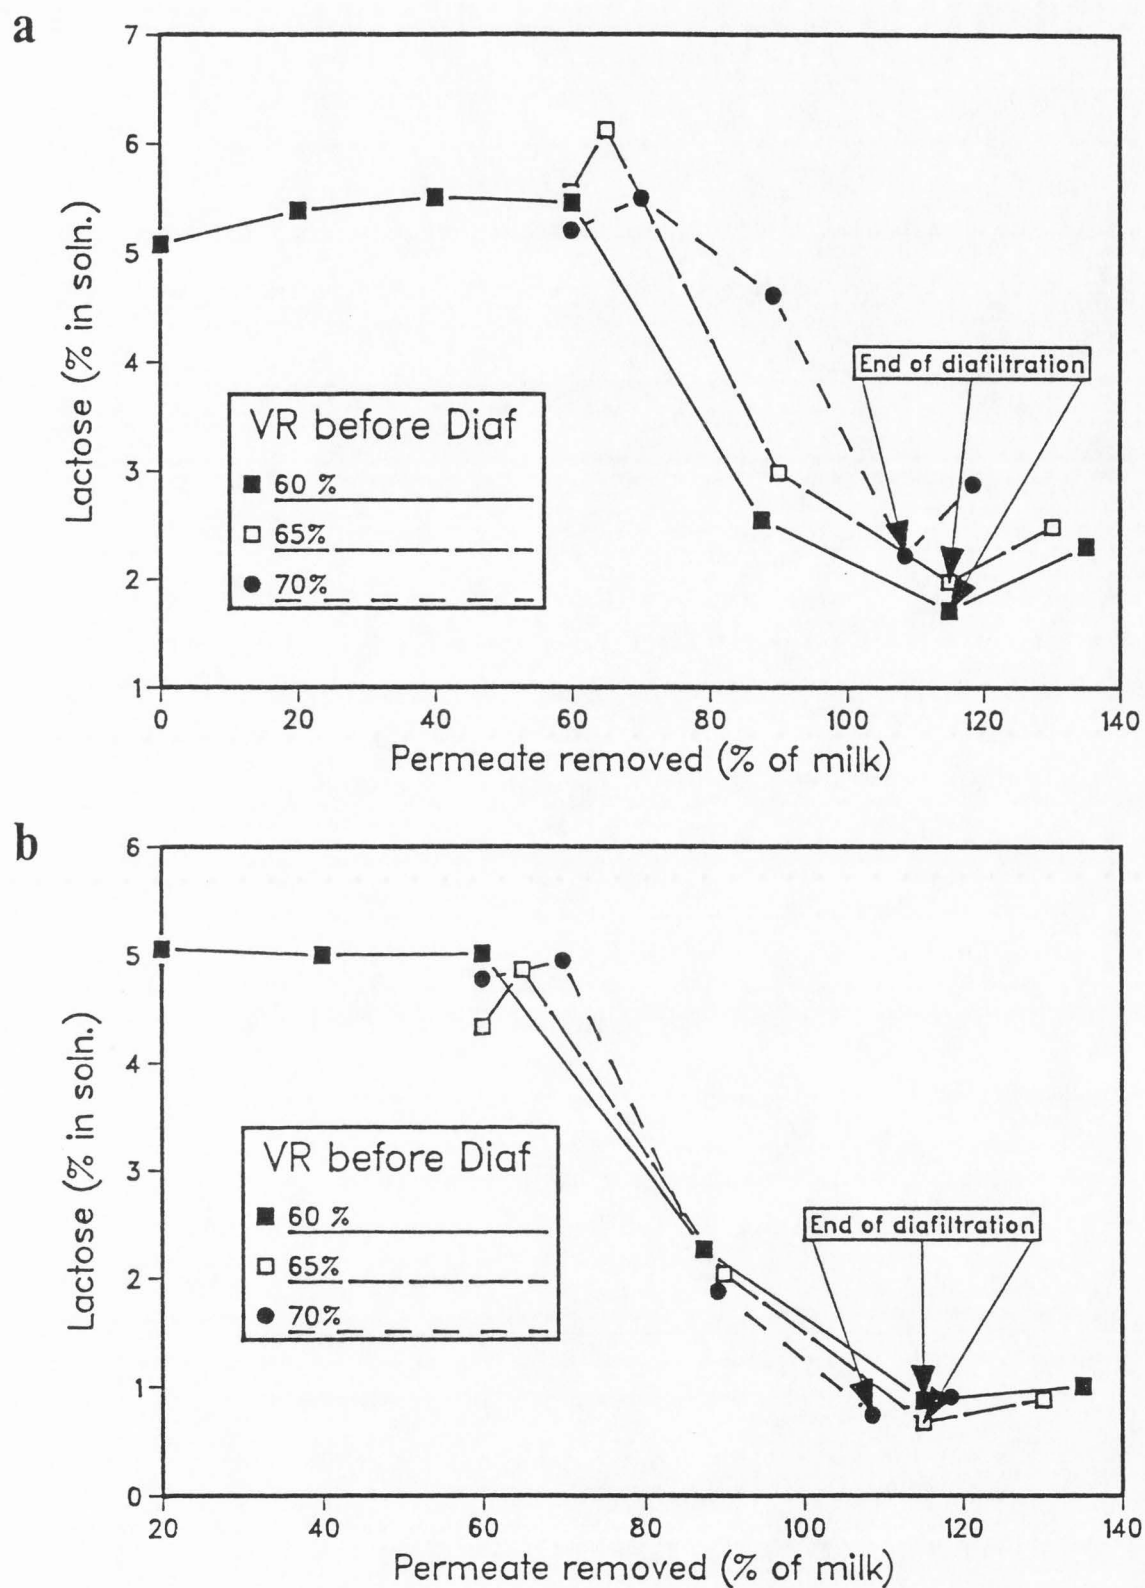 a
7
6
5
4
3
2
1
Lactose (% in soln.)
End of diafiltration
VR before Diaf
60 %
65%
70%
0 20 40 60 80 100 120 140
Permeate removed (% of milk)
b
6
5
4
3
2
1
0
Lactose (% in soln.)
VR before Diaf
60 %
65%
70%
End of diafiltration
20 40 60 80 100 120 140
Permeate removed (% of milk)